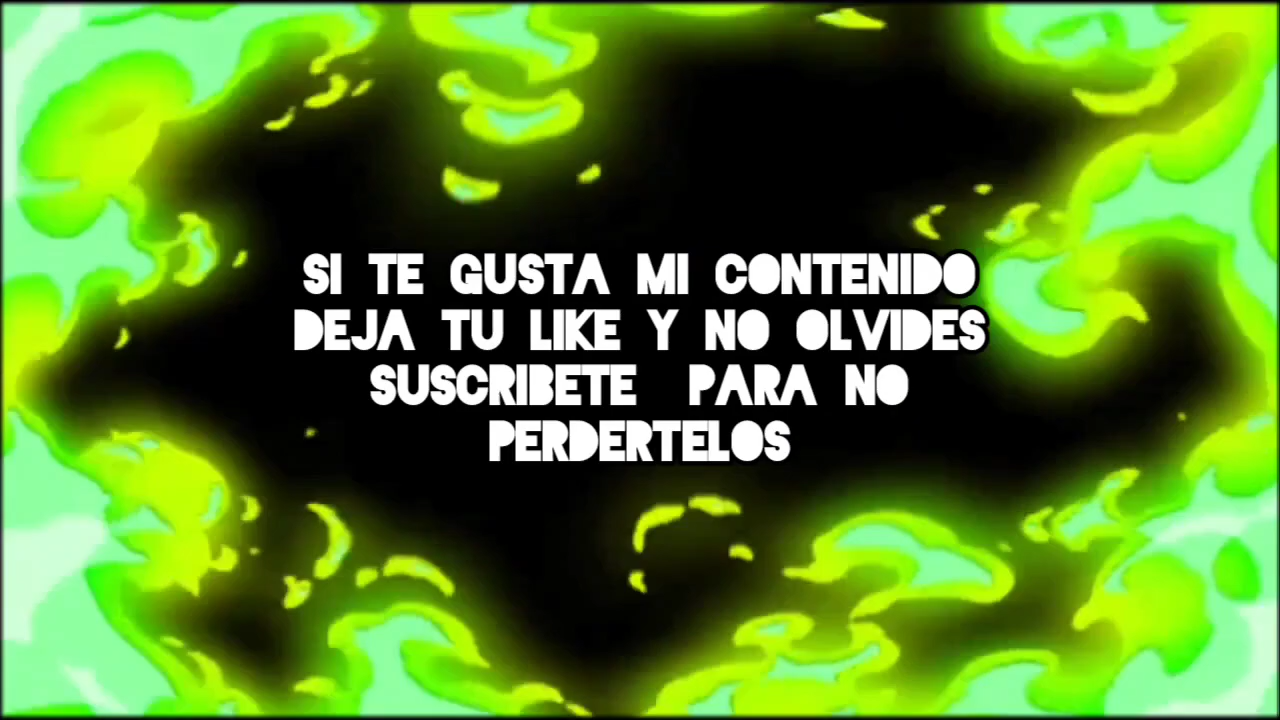 SI TE GUSTA MI CONTENIDO
DEJA TU LIKE Y NO OLVIDES
SUSCRIBETE PARA NO
PERDERTELOS